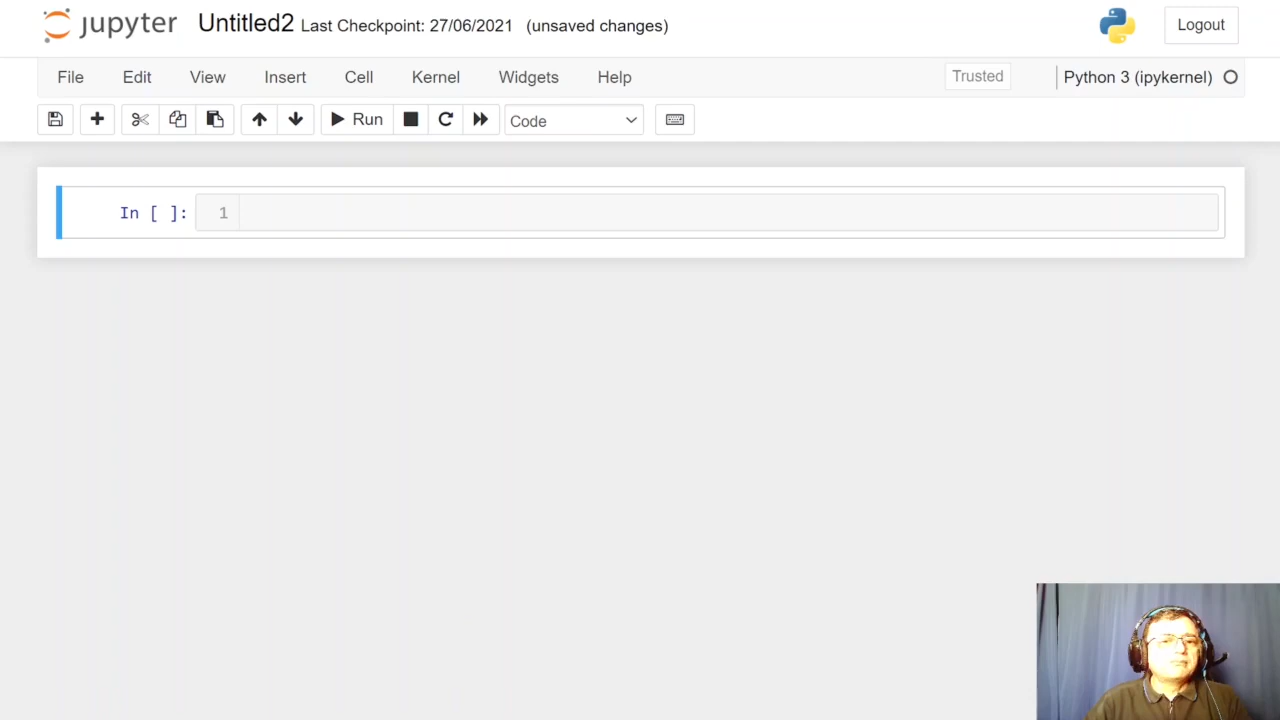 jupyter Untitled2 Last Checkpoint: 27/06/2021 (unsaved changes) Logout
File Edit View Insert Cell Kernel Widgets Help Trusted Python 3 (ipykernel)
Run Code
In [ ]: 1